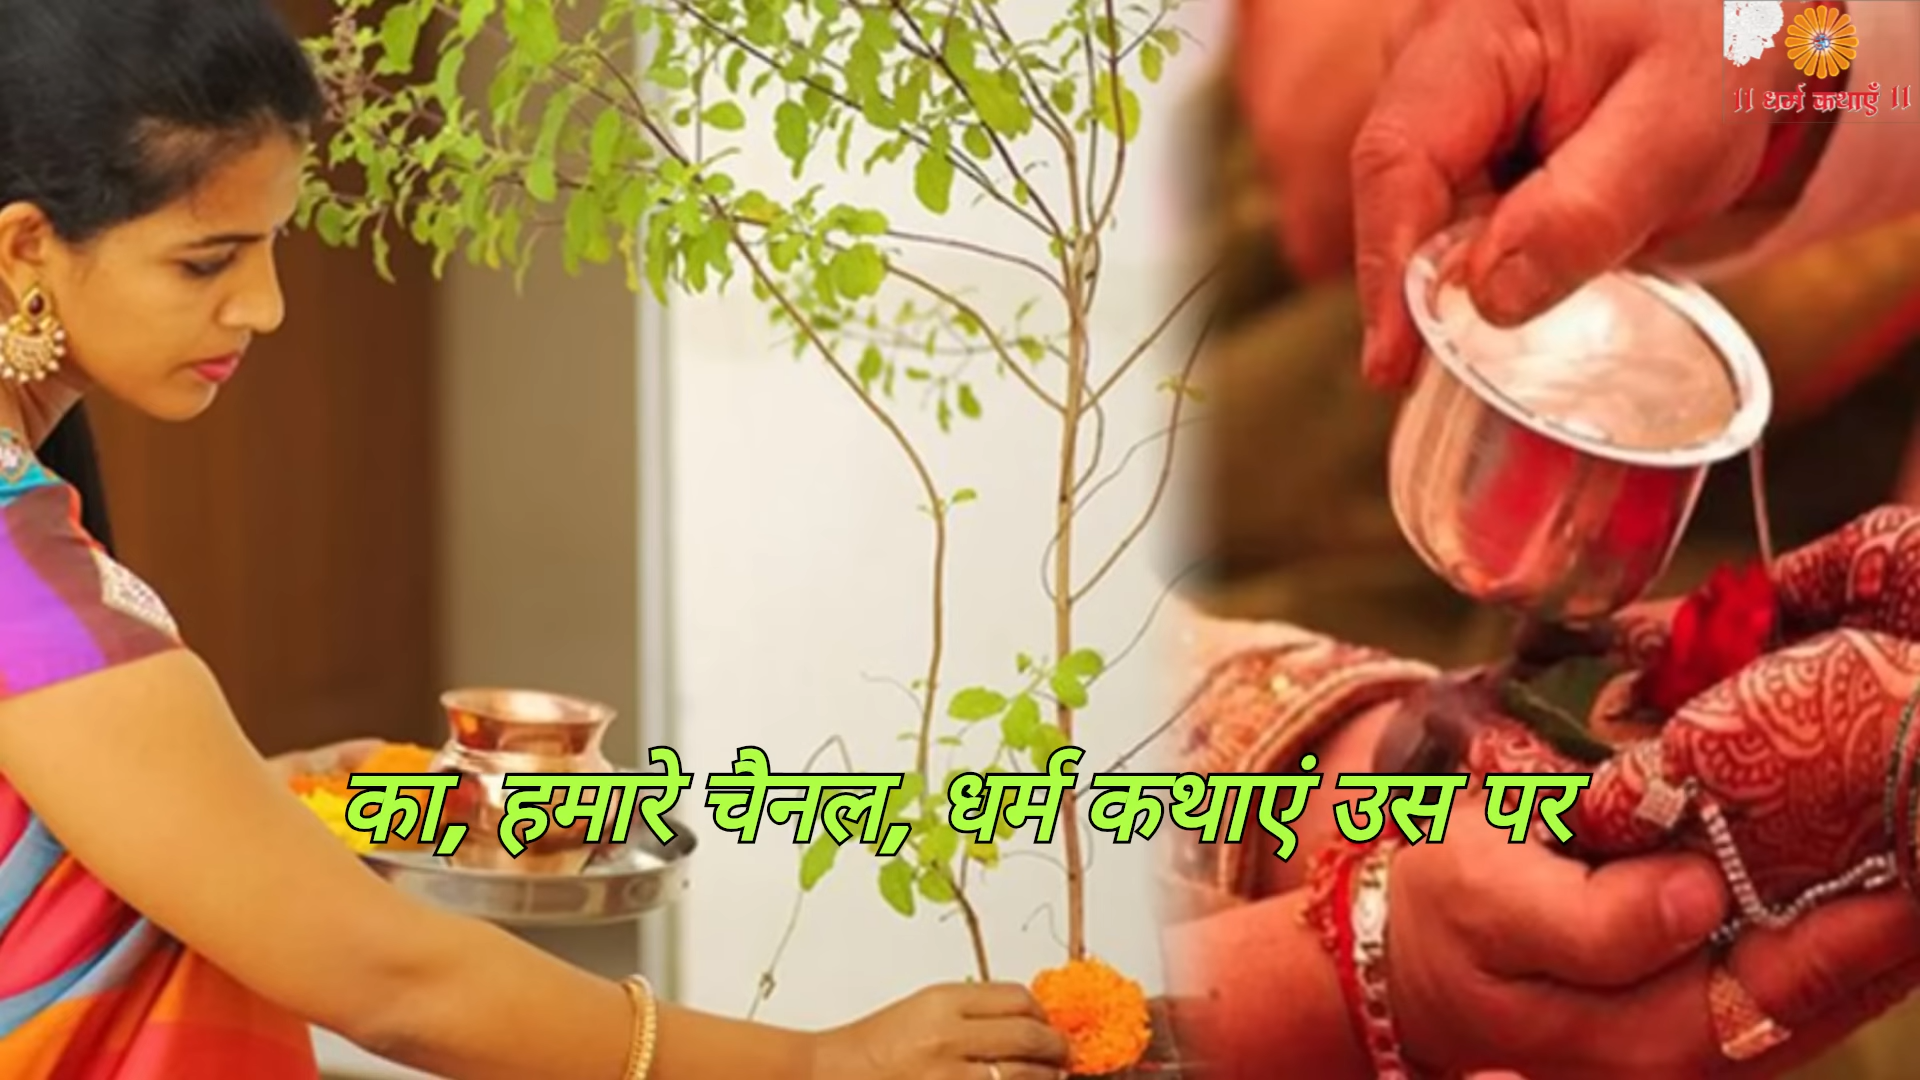 ।। धर्म कथाएँ ।।
का, हमारे चैनल, धर्म कथाएं उस पर